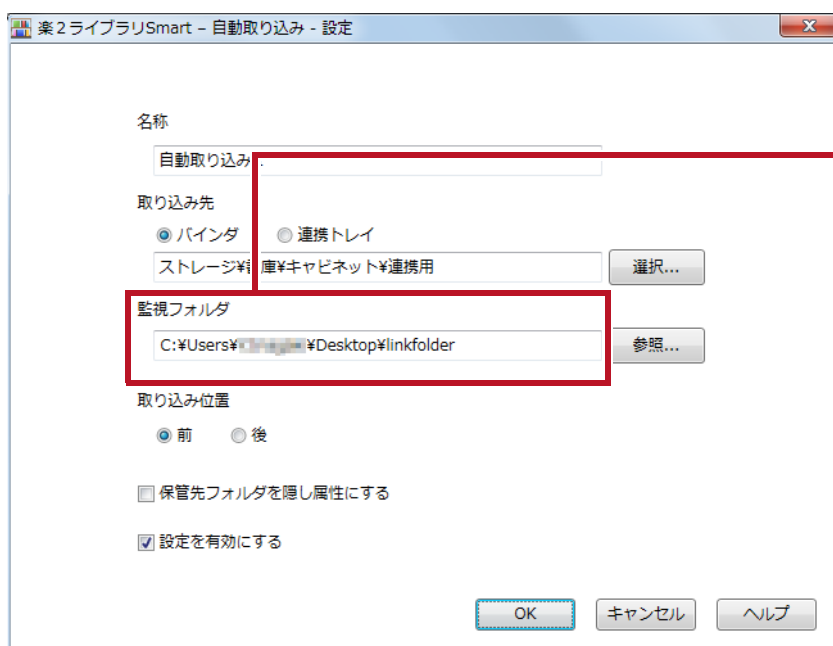 楽2ライブラリSmart – 自動取り込み - 設定
名称
自動取り込み
取り込み先
バインダ 連携トレイ
ストレージ¥ 庫¥キャビネット¥連携用 選択...
監視フォルダ
C:¥Users¥ ¥Desktop¥linkfolder 参照...
取り込み位置
前 後
保管先フォルダを隠し属性にする
設定を有効にする
OK キャンセル ヘルプ